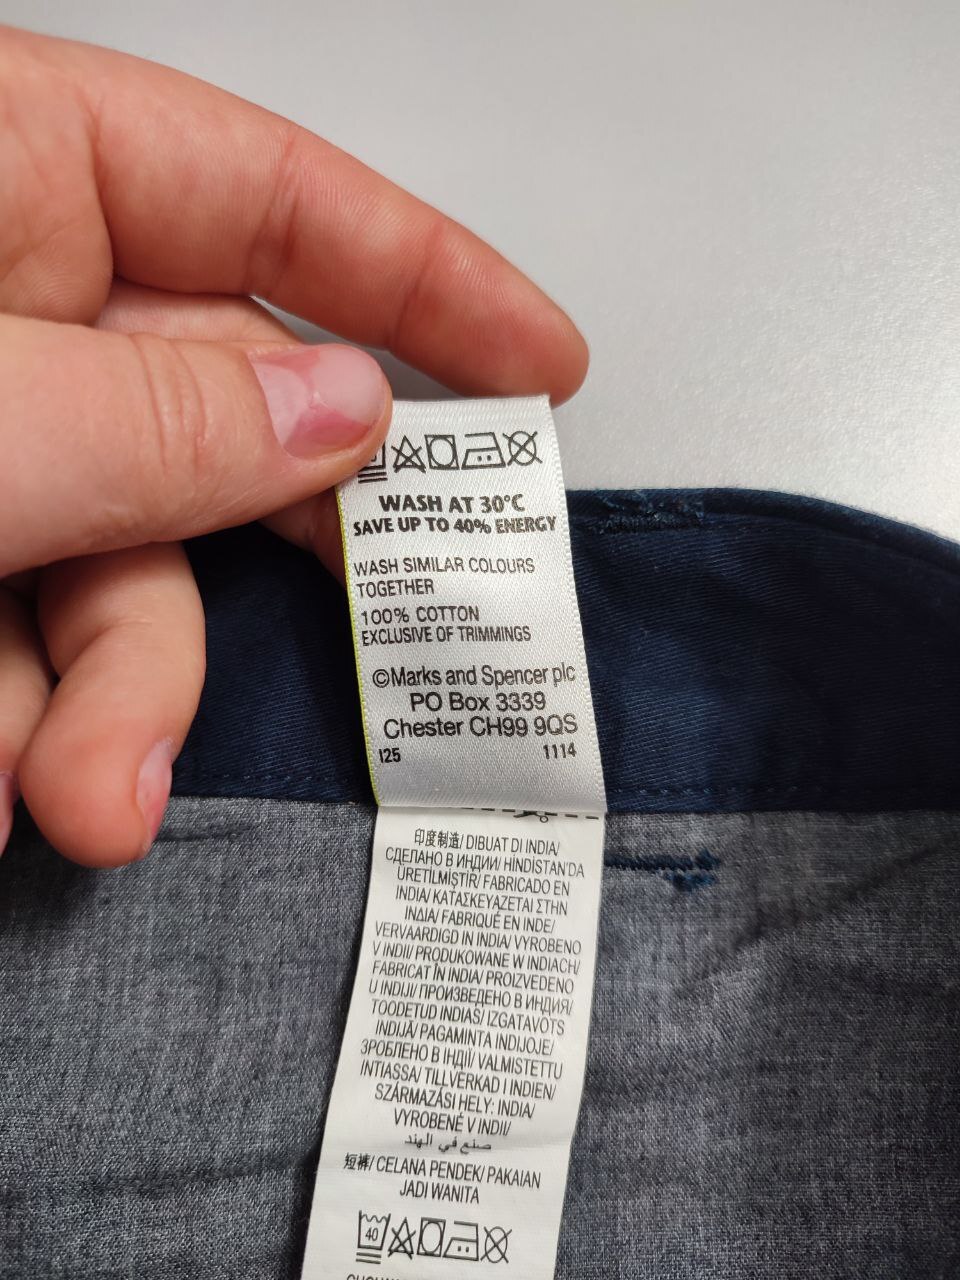 WASH AT 30°C
SAVE UP TO 40% ENERGY
WASH SIMILAR COLOURS
TOGETHER
100% COTTON
EXCLUSIVE OF TRIMMINGS
©Marks and Spencer plc
PO Box 3339
Chester CH99 9QS
I25 1114
印度制造/ DIBUAT DI INDIA/
СДЕЛАНО В ИНДИИ/ HİNDİSTAN'DA
ÜRETİLMİŞTİR/ FABRICADO EN
INDIA/ ΚΑΤΑΣΚΕΥΑΖΕΤΑΙ ΣΤΗΝ
ΙΝΔΙΑ/ FABRIQUÉ EN INDE/
VERVAARDIGD IN INDIA/ VYROBENO
V INDII/ PRODUKOWANE W INDIACH/
FABRICAT ÎN INDIA/ PROIZVEDENO
U INDIJI/ ПРОИЗВЕДЕНО В ИНДИЯ/
TOODETUD INDIAS/ IZGATAVOTS
INDIJĀ/ PAGAMINTA INDIJOJE/
ЗРОБЛЕНО В ІНДІЇ/ VALMISTETTU
INTIASSA/ TILLVERKAD I INDIEN/
SZÁRMAZÁSI HELY: INDIA/
VYROBENÉ V INDII/
صنع في الهند
短裤/ CELANA PENDEK/ PAKAIAN
JADI WANITA
40